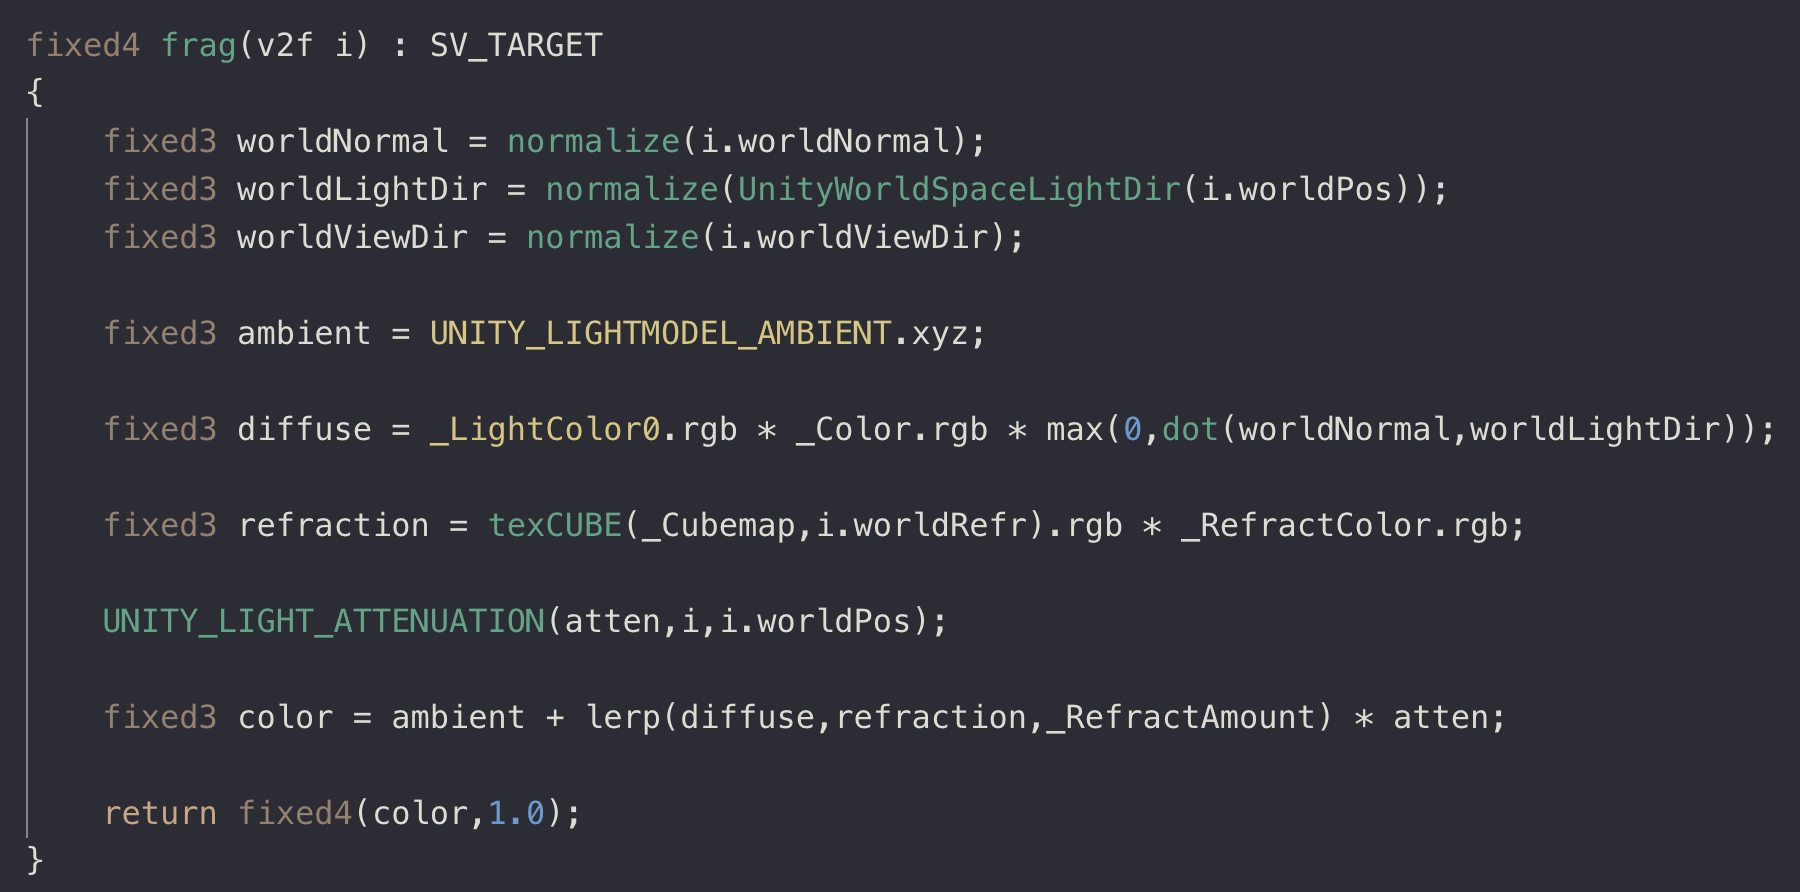 fixed4 frag(v2f i) : SV_TARGET
{
    fixed3 worldNormal = normalize(i.worldNormal);
    fixed3 worldLightDir = normalize(UnityWorldSpaceLightDir(i.worldPos));
    fixed3 worldViewDir = normalize(i.worldViewDir);

    fixed3 ambient = UNITY_LIGHTMODEL_AMBIENT.xyz;

    fixed3 diffuse = _LightColor0.rgb * _Color.rgb * max(0,dot(worldNormal,worldLightDir));

    fixed3 refraction = texCUBE(_Cubemap,i.worldRefr).rgb * _RefractColor.rgb;

    UNITY_LIGHT_ATTENUATION(atten,i,i.worldPos);

    fixed3 color = ambient + lerp(diffuse,refraction,_RefractAmount) * atten;

    return fixed4(color,1.0);
}